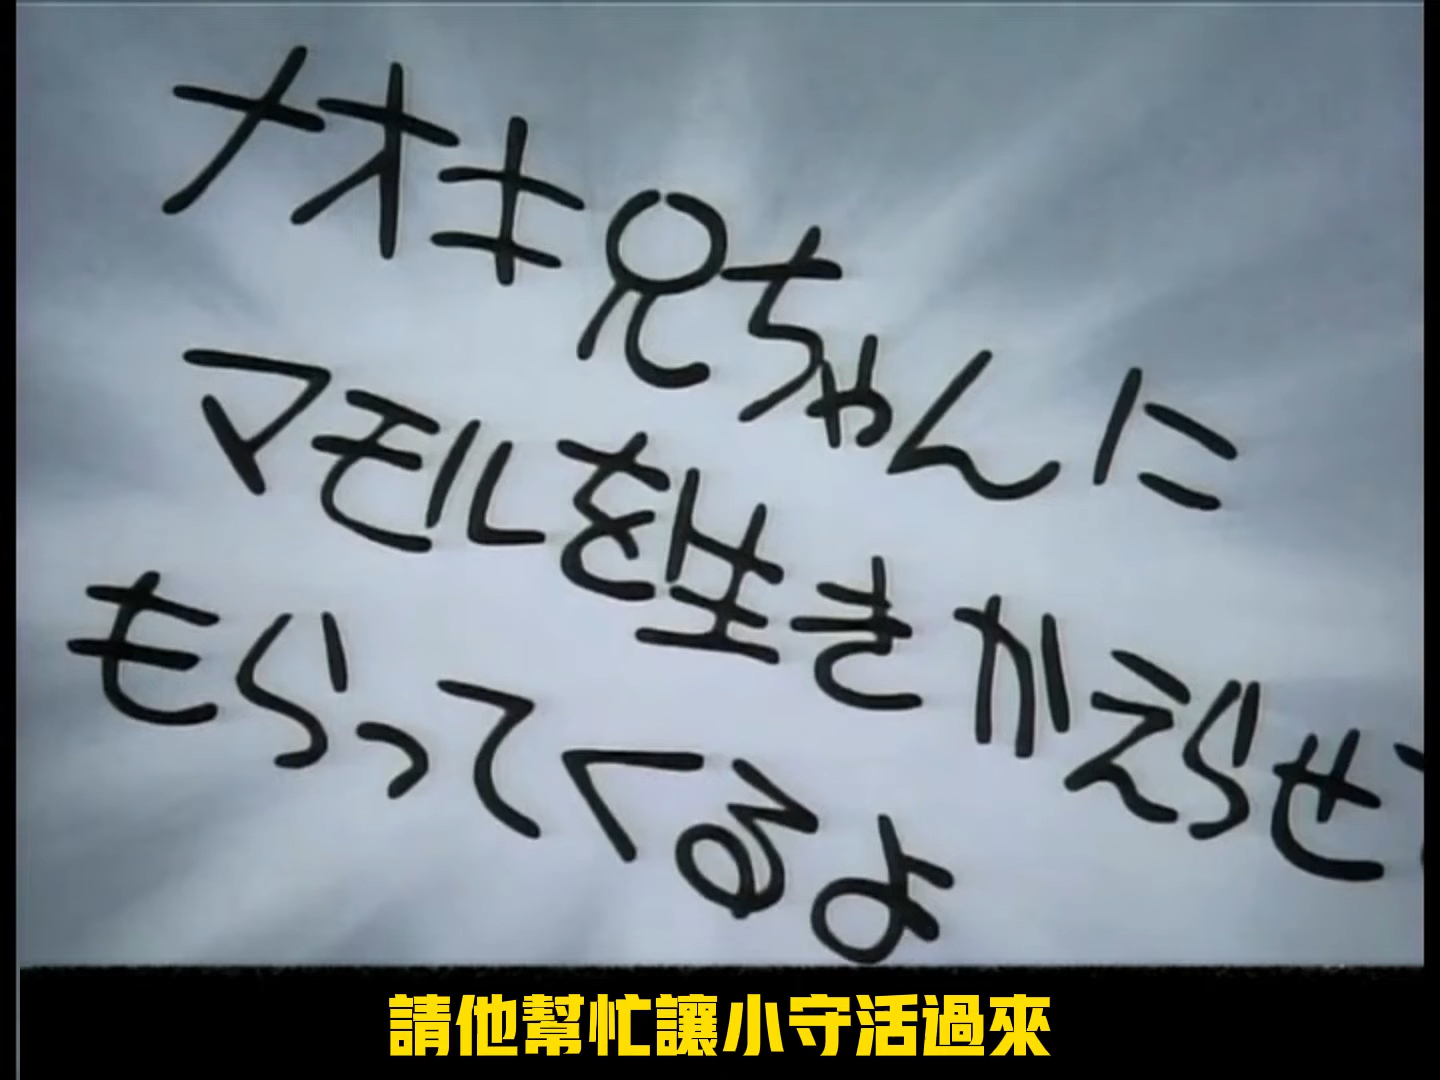 ナオキ兄ちゃんに
マモルを生きかえらせて
もらってくるよ
請他幫忙讓小守活過來